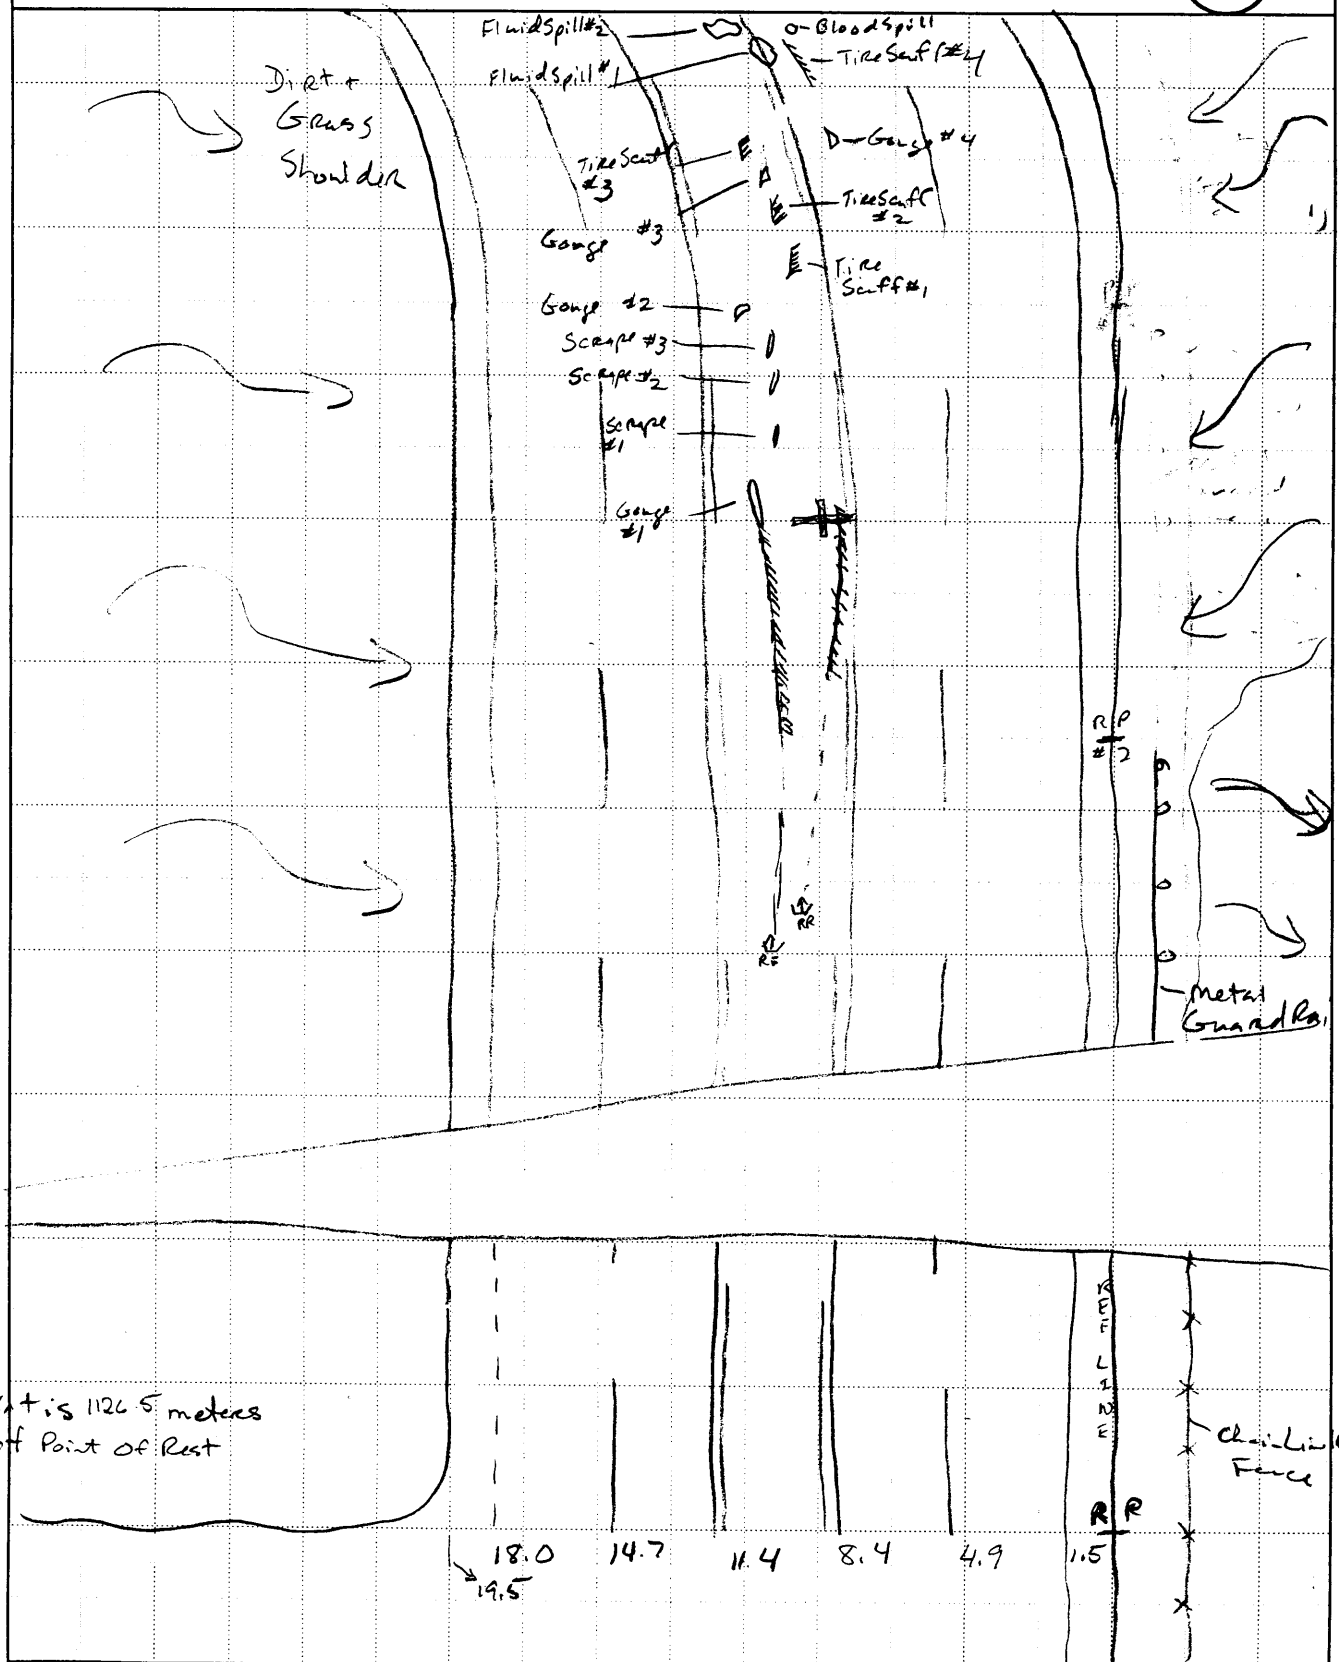 Fluid Spill #2
Blood Spill
Tire Scuff #4
Fluid Spill #1
Dirt +
Grass
Shoulder
Gouge #4
Tire Scuff
#3
Tire Scuff
#2
Gouge #3
Tire
Scuff #1
Gouge #2
Scrape #3
Scrape #2
Scrape
#1
Gouge
#1
RP
#2
RR
RF
Metal
Guard Rai
REF LINE
t is 1126.5 meters
of Point Of Rest
Chain-Link
Fence
RP
18.0 14.7 11.4 8.4 4.9 1.5
19.5